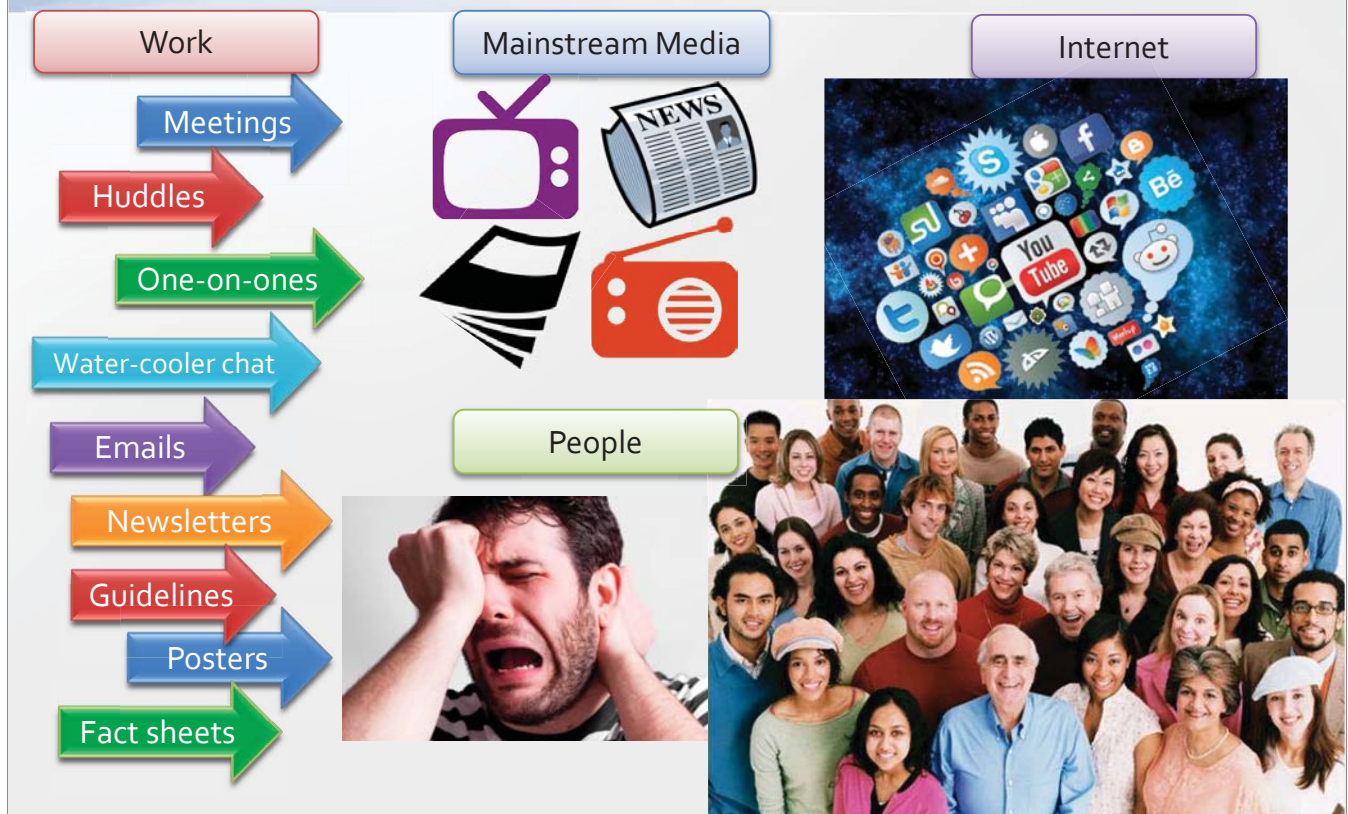 Work
Mainstream Media
Internet
Meetings
Huddles
One-on-ones
Water-cooler chat
Emails
Newsletters
Guidelines
Posters
Fact sheets
NEWS
You
Tube
Bē
People